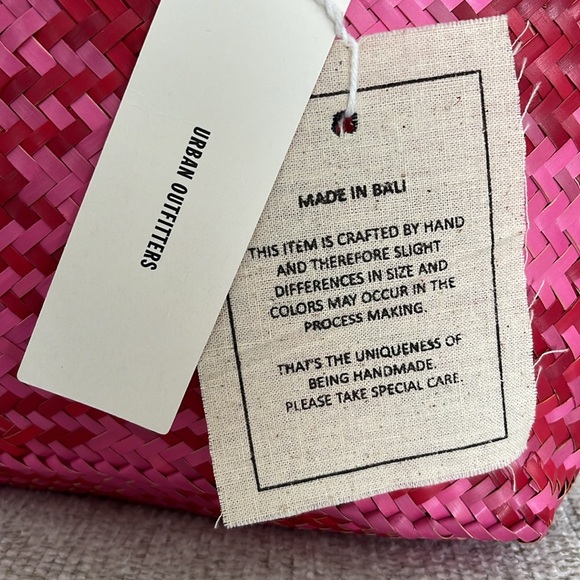 URBAN OUTFITTERS
MADE IN BALI
THIS ITEM IS CRAFTED BY HAND
AND THEREFORE SLIGHT
DIFFERENCES IN SIZE AND
COLORS MAY OCCUR IN THE
PROCESS MAKING.
THAT'S THE UNIQUENESS OF
BEING HANDMADE.
PLEASE TAKE SPECIAL CARE.